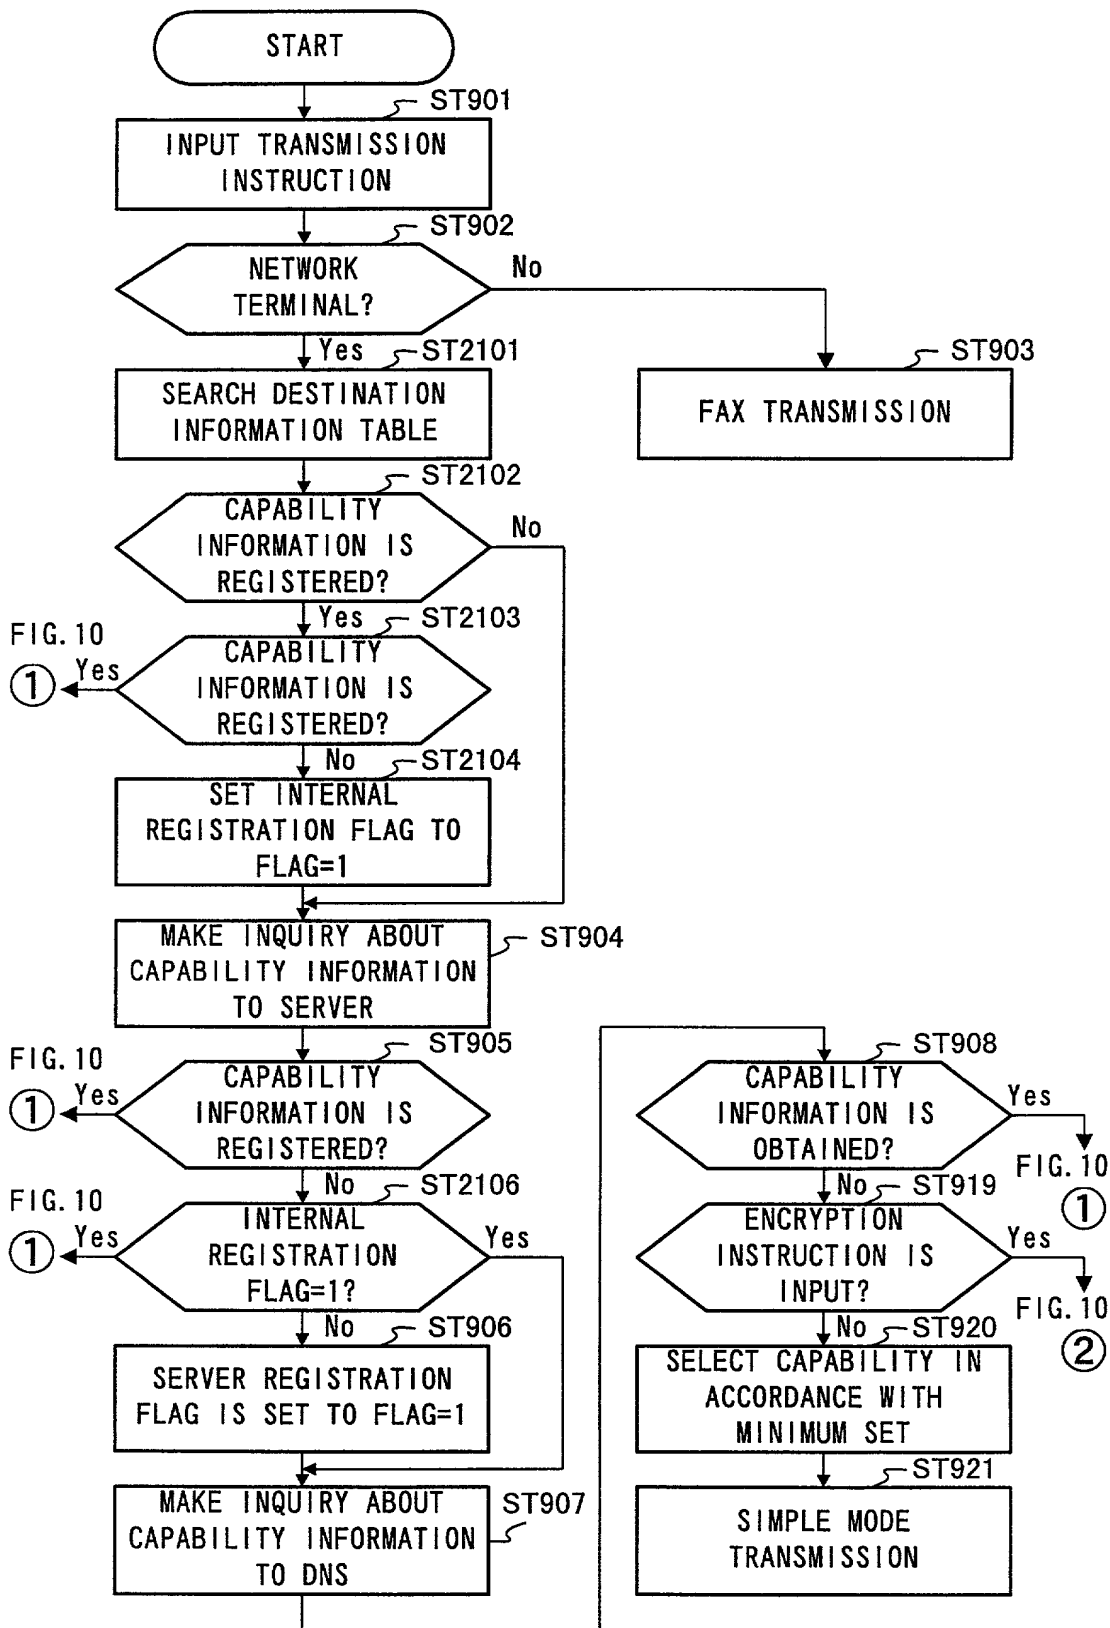 START
ST901
INPUT TRANSMISSION
INSTRUCTION
ST902
NETWORK
TERMINAL?
No
Yes
ST2101
SEARCH DESTINATION
INFORMATION TABLE
ST903
FAX TRANSMISSION
ST2102
CAPABILITY
INFORMATION IS
REGISTERED?
No
Yes
ST2103
FIG.10
1
Yes
CAPABILITY
INFORMATION IS
REGISTERED?
No
ST2104
SET INTERNAL
REGISTRATION FLAG TO
FLAG=1
MAKE INQUIRY ABOUT
CAPABILITY INFORMATION
TO SERVER
ST904
ST905
FIG.10
1
Yes
CAPABILITY
INFORMATION IS
REGISTERED?
No
ST2106
FIG.10
1
Yes
INTERNAL
REGISTRATION
FLAG=1?
Yes
No
ST906
SERVER REGISTRATION
FLAG IS SET TO FLAG=1
MAKE INQUIRY ABOUT
CAPABILITY INFORMATION
TO DNS
ST907
ST908
CAPABILITY
INFORMATION IS
OBTAINED?
Yes
FIG.10
1
No
ST919
ENCRYPTION
INSTRUCTION IS
INPUT?
Yes
FIG.10
2
No
ST920
SELECT CAPABILITY IN
ACCORDANCE WITH
MINIMUM SET
ST921
SIMPLE MODE
TRANSMISSION